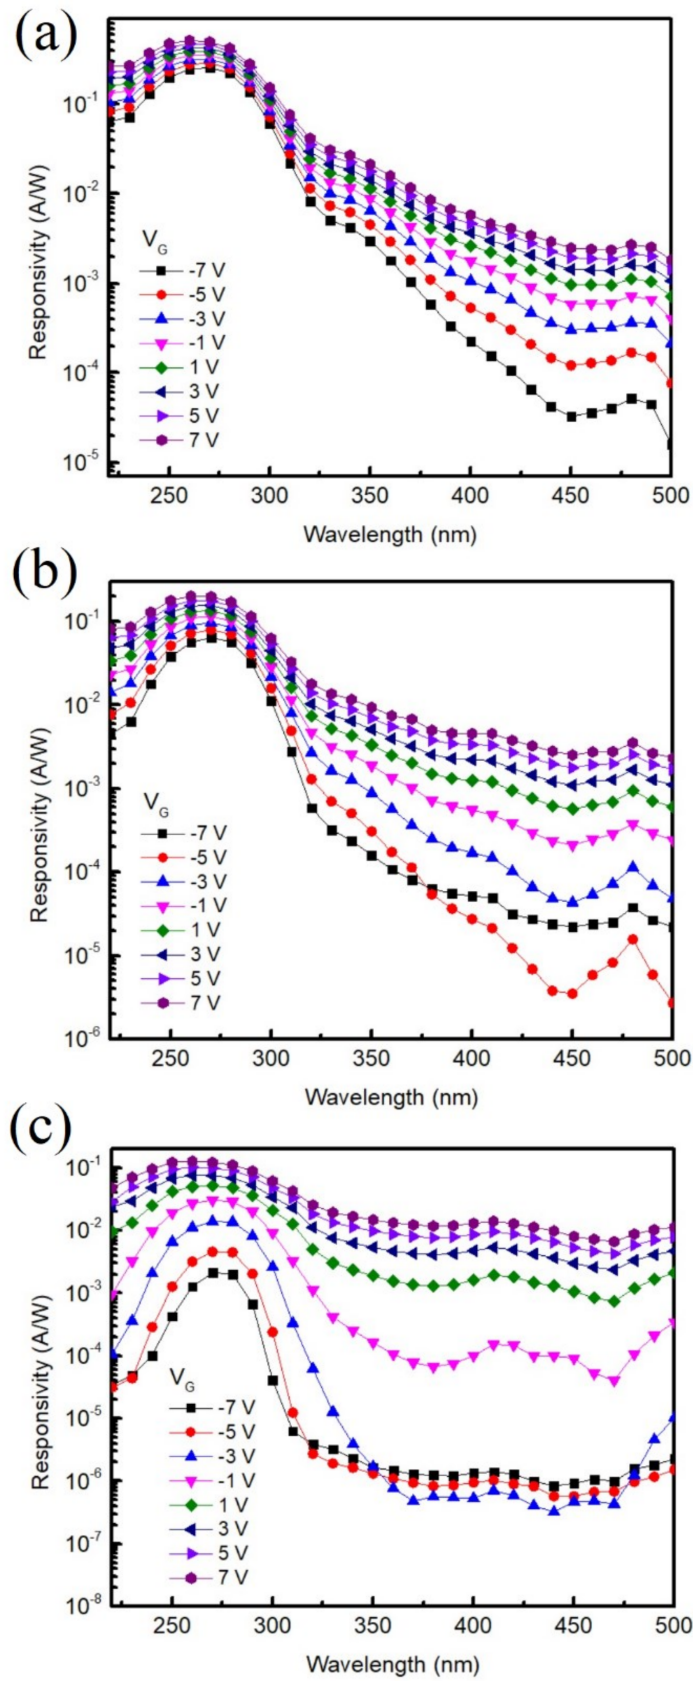 (a)
Responsivity (A/W)
10⁻¹
10⁻²
10⁻³
10⁻⁴
10⁻⁵
V_G
-7 V
-5 V
-3 V
-1 V
1 V
3 V
5 V
7 V
250 300 350 400 450 500
Wavelength (nm)
(b)
Responsivity (A/W)
10⁻¹
10⁻²
10⁻³
10⁻⁴
10⁻⁵
10⁻⁶
V_G
-7 V
-5 V
-3 V
-1 V
1 V
3 V
5 V
7 V
250 300 350 400 450 500
Wavelength (nm)
(c)
Responsivity (A/W)
10⁻¹
10⁻²
10⁻³
10⁻⁴
10⁻⁵
10⁻⁶
10⁻⁷
10⁻⁸
V_G
-7 V
-5 V
-3 V
-1 V
1 V
3 V
5 V
7 V
250 300 350 400 450 500
Wavelength (nm)